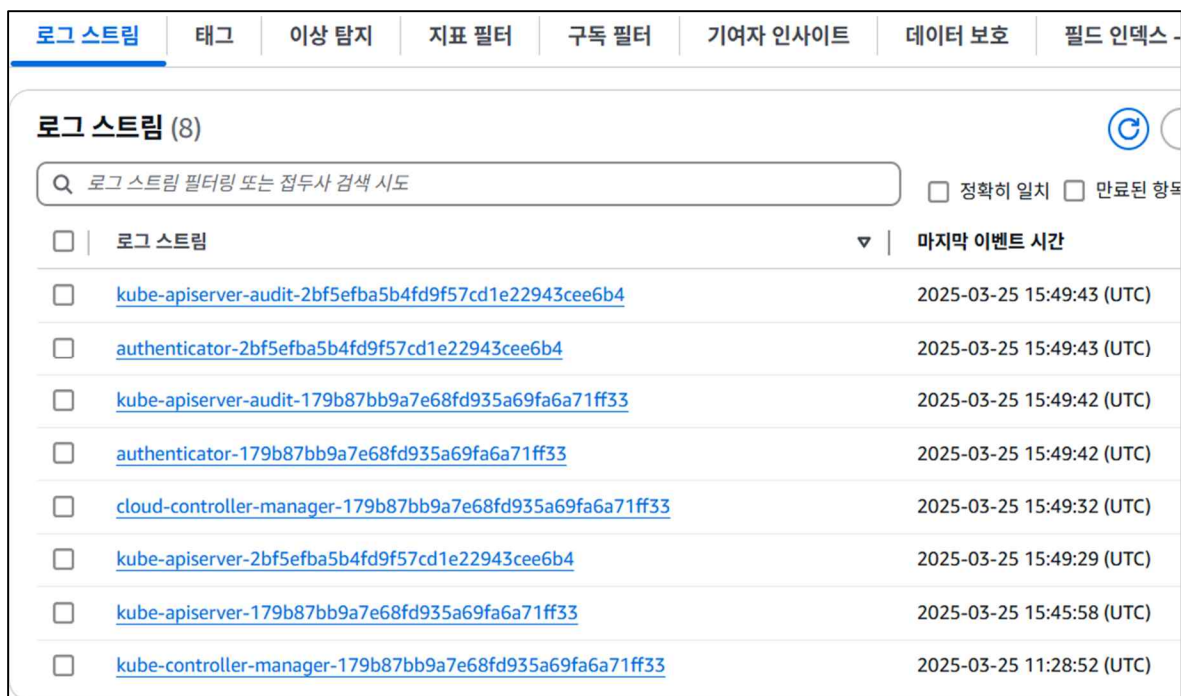 로그 스트림 태그 이상 탐지 지표 필터 구독 필터 기여자 인사이트 데이터 보호 필드 인덱스 -
로그 스트림 (8)
로그 스트림 필터링 또는 접두사 검색 시도
정확히 일치 만료된 항목
로그 스트림 마지막 이벤트 시간
kube-apiserver-audit-2bf5efba5b4fd9f57cd1e22943cee6b4 2025-03-25 15:49:43 (UTC)
authenticator-2bf5efba5b4fd9f57cd1e22943cee6b4 2025-03-25 15:49:43 (UTC)
kube-apiserver-audit-179b87bb9a7e68fd935a69fa6a71ff33 2025-03-25 15:49:42 (UTC)
authenticator-179b87bb9a7e68fd935a69fa6a71ff33 2025-03-25 15:49:42 (UTC)
cloud-controller-manager-179b87bb9a7e68fd935a69fa6a71ff33 2025-03-25 15:49:32 (UTC)
kube-apiserver-2bf5efba5b4fd9f57cd1e22943cee6b4 2025-03-25 15:49:29 (UTC)
kube-apiserver-179b87bb9a7e68fd935a69fa6a71ff33 2025-03-25 15:45:58 (UTC)
kube-controller-manager-179b87bb9a7e68fd935a69fa6a71ff33 2025-03-25 11:28:52 (UTC)